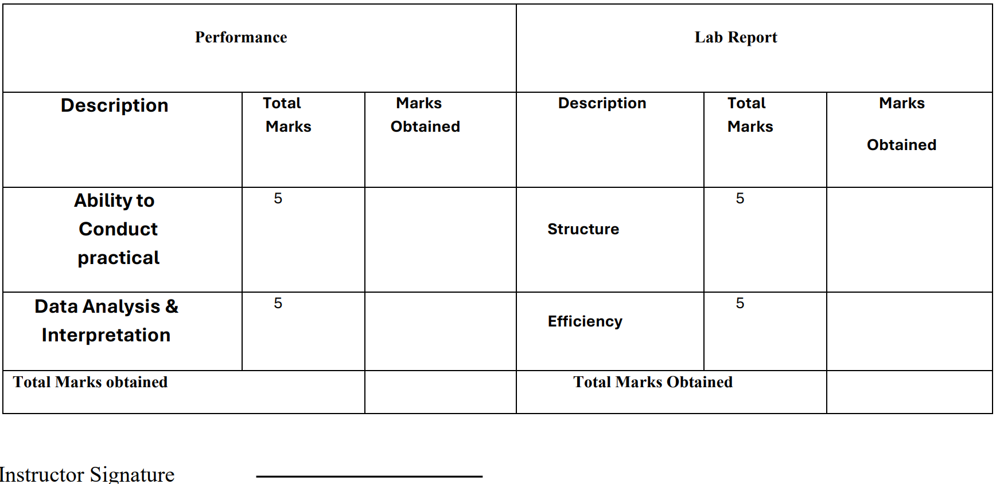 Performance
Lab Report
Description
Total
Marks
Marks
Obtained
Description
Total
Marks
Marks
Obtained
Ability to
Conduct
practical
5
Structure
5
Data Analysis &
Interpretation
5
Efficiency
5
Total Marks obtained
Total Marks Obtained
Instructor Signature